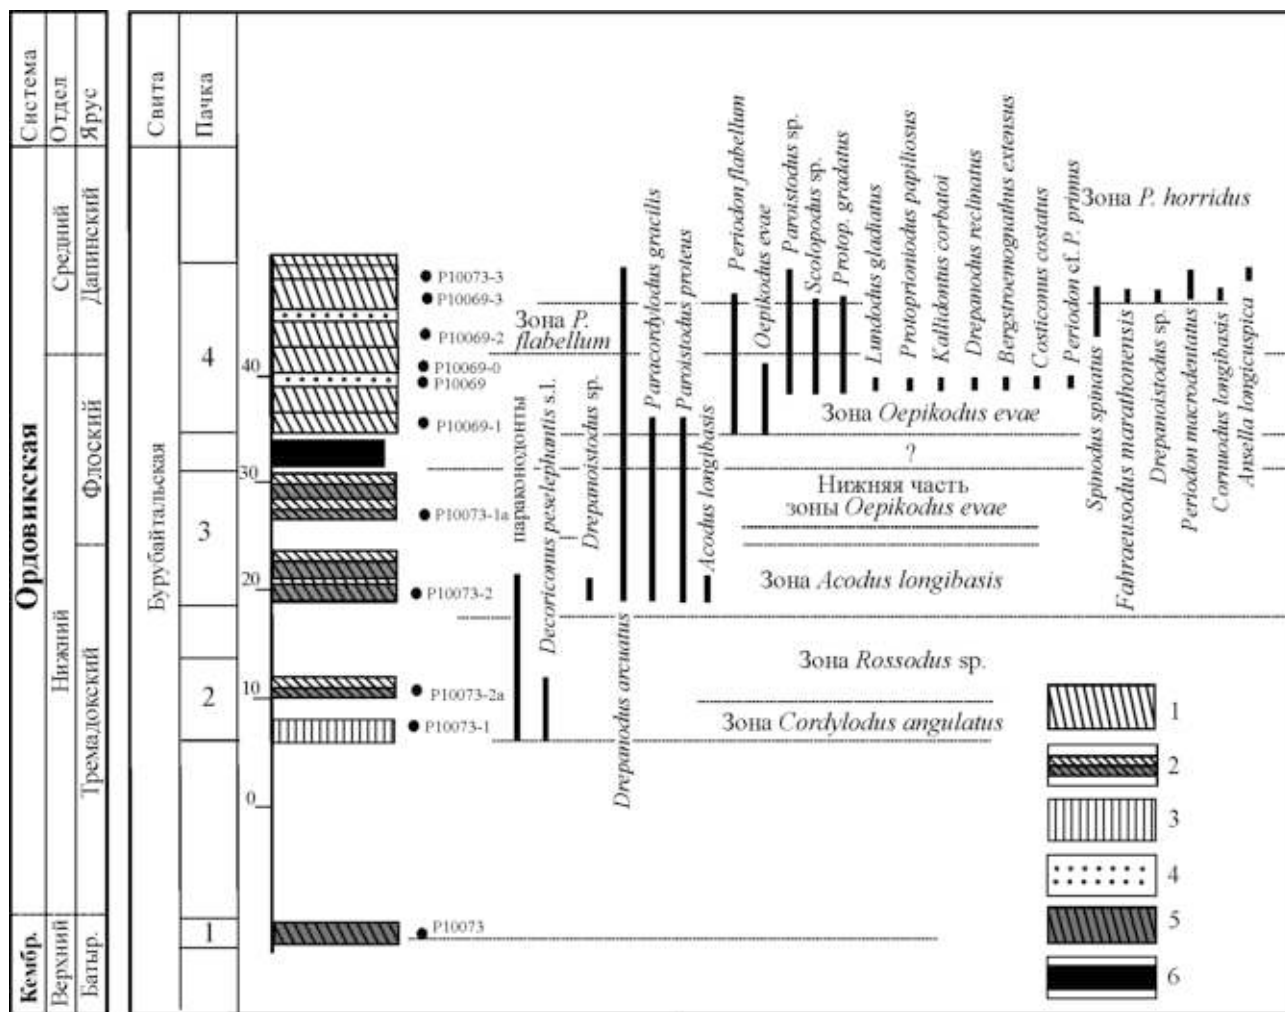 Система
Отдел
Ярус
Свита
Пачка
Ордовикская
Кембр.
Средний
Нижний
Верхний
Дапинский
Флоский
Тремадокский
Батыр.
Бурубайтальская
4
3
2
1
40
30
20
10
0
P10073-3
P10069-3
P10069-2
P10069-0
P10069
P10069-1
P10073-1а
P10073-2
P10073-2а
P10073-1
P10073
параконодонты
Decoriconus peselephantis s.l.
Drepanoistodus sp.
Drepanodus arcuatus
Paracordylodus gracilis
Paroistodus proteus
Acodus longibasis
Periodon flabellum
Oepikodus evae
Paroistodus sp.
Scolopodus sp.
Protop. gradatus
Lundodus gladiatus
Protoprioniodus papiliosus
Kallidontus corbatoi
Drepanodus reclinatus
Bergstroemognathus extensus
Costiconus costatus
Periodon cf. P. primus
Spinodus spinatus
Fahraeusodus marathonensis
Drepanoistodus sp.
Periodon macrodentatus
Cornuodus longibasis
Ansella longicuspica
Зона P. horridus
Зона P.
flabellum
Зона Oepikodus evae
?
Нижняя часть
зоны Oepikodus evae
Зона Acodus longibasis
Зона Rossodus sp.
Зона Cordylodus angulatus
1
2
3
4
5
6